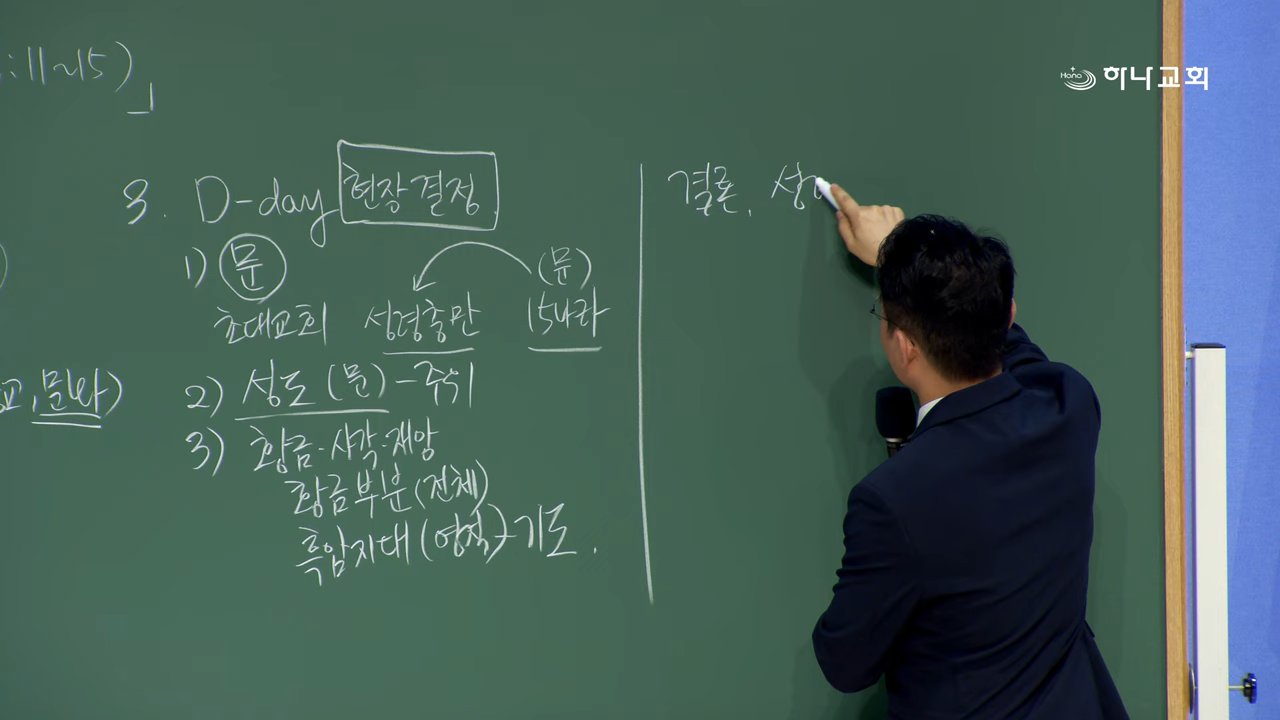 :11~15)」
3. D-day 현장결정
1) 문 (문)
초대교회 성경충만 15나라
교, 문화)
2) 성도(문)-주위
3) 황금·사각·재앙
황금부분(전체)
흑암지대(영적)-기도.
결론. 성
Hana 하나교회